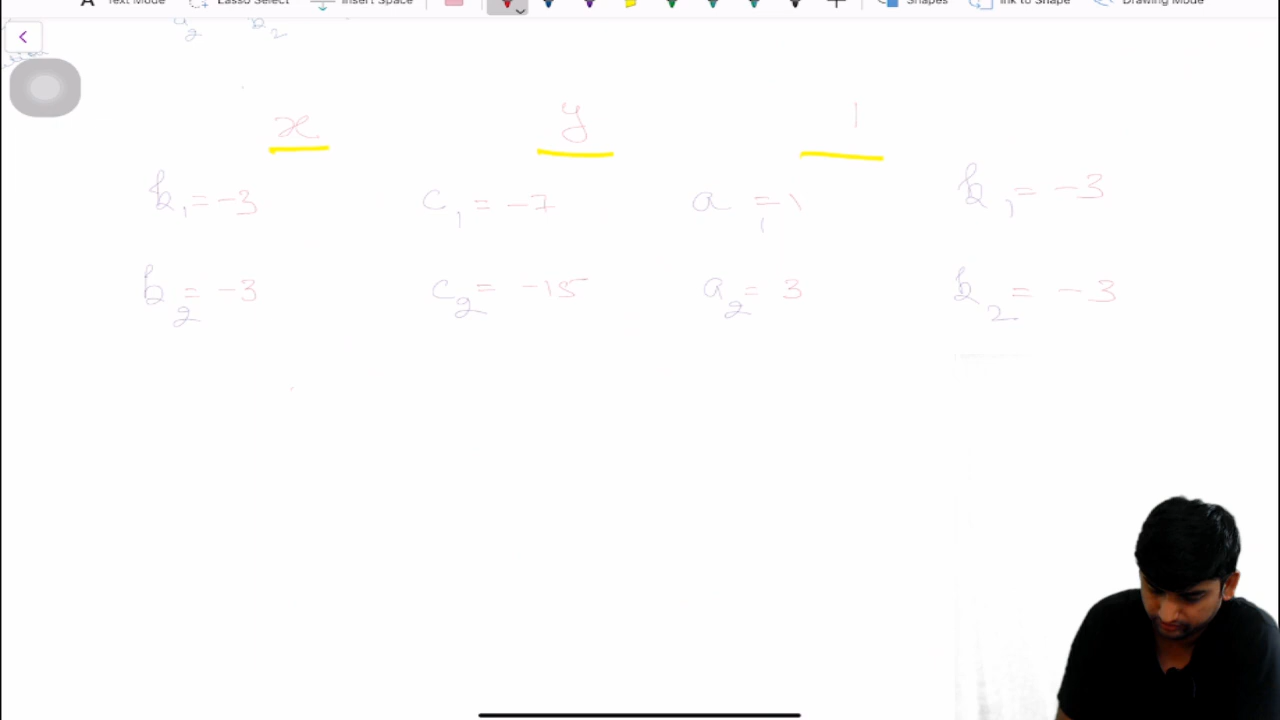 A Text Mode Lasso Select Insert Space Shapes Ink to Shape Drawing Mode
x y 1
b₁ = -3 c₁ = -7 a₁ = 1 b₁ = -3
b₂ = -3 c₂ = -15 a₂ = 3 b₂ = -3